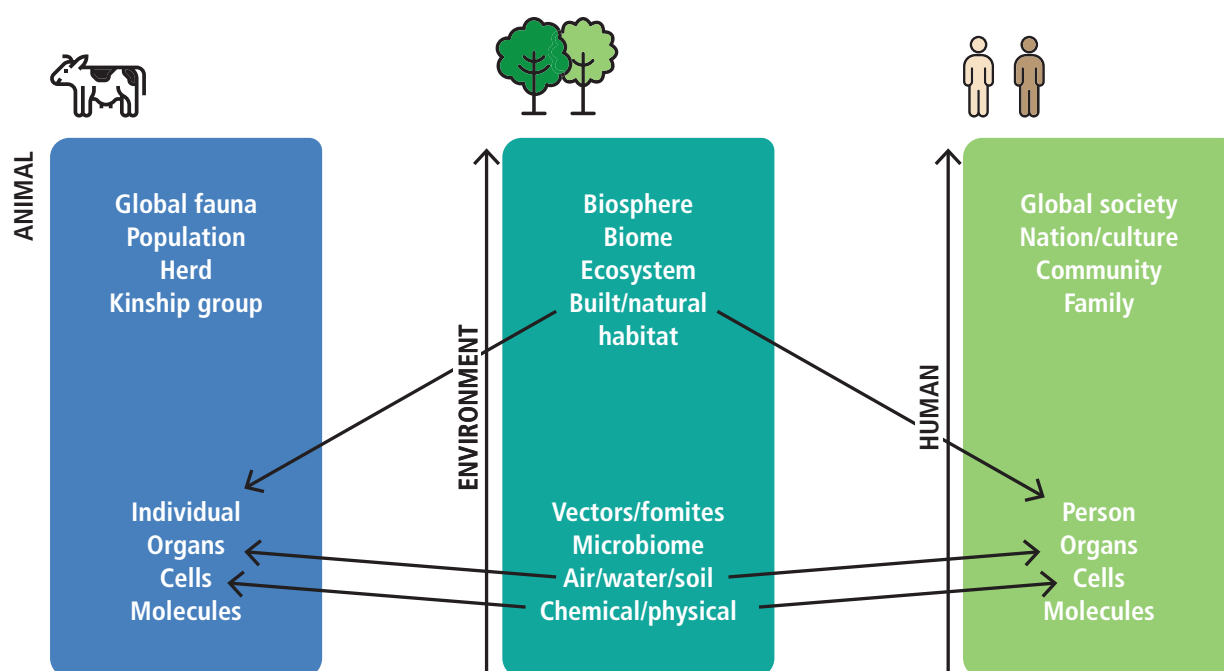 ANIMAL
Global fauna
Population
Herd
Kinship group
Individual
Organs
Cells
Molecules
ENVIRONMENT
Biosphere
Biome
Ecosystem
Built/natural
habitat
Vectors/fomites
Microbiome
Air/water/soil
Chemical/physical
HUMAN
Global society
Nation/culture
Community
Family
Person
Organs
Cells
Molecules